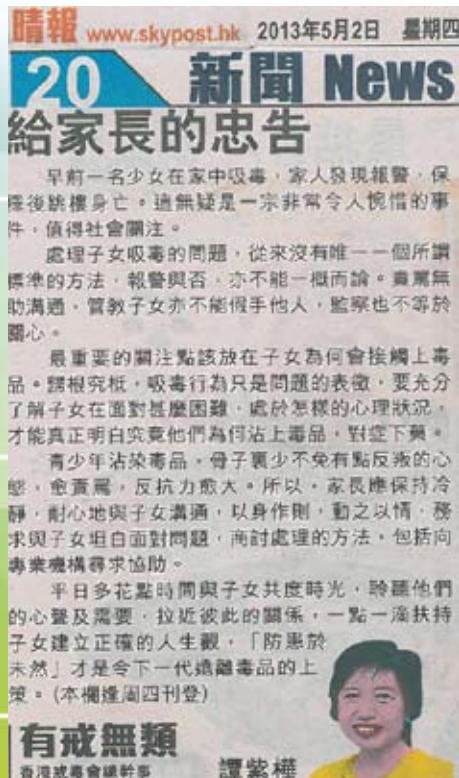 晴報 www.skypost.hk 2013年5月2日 星期四
20 新聞 News
給家長的忠告
早前一名少女在家中吸毒，家人發現報警，保
釋後跳樓身亡。這無疑是一宗非常令人惋惜的事
件，值得社會關注。
處理子女吸毒的問題，從來沒有唯一一個所謂
標準的方法，報警與否，亦不能一概而論。責罵無
助溝通，管教子女亦不能假手他人，監察也不等於
關心。
最重要的關注點該放在子女為何會接觸上毒
品。歸根究柢，吸毒行為只是問題的表徵，要充分
了解子女在面對甚麼困難，處於怎樣的心理狀況，
才能真正明白究竟他們為何沾上毒品，對症下藥。
青少年沾染毒品，骨子裏少不免有點反叛的心
態，愈責罵，反抗力愈大。所以，家長應保持冷
靜，耐心地與子女溝通，以身作則，動之以情，務
求與子女坦白面對問題，商討處理的方法，包括向
專業機構尋求協助。
平日多花點時間與子女共度時光，聆聽他們
的心聲及需要，拉近彼此的關係，一點一滴扶持
子女建立正確的人生觀，「防患於
未然」才是令下一代遠離毒品的上
策。(本欄逢周四刊登)
有戒無類
香港戒毒會總幹事
譚紫樺